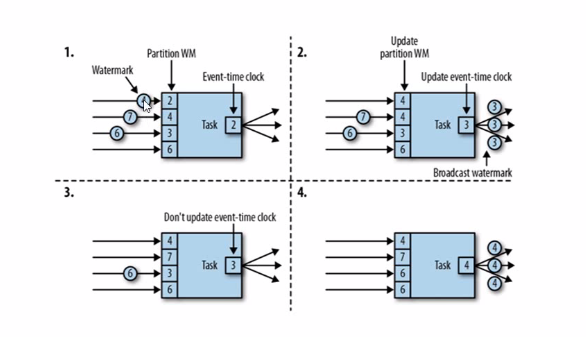 1.
Partition WM
Watermark
Event-time clock
2
7
4
6
3
6
Task
2
2.
Update
partition WM
Update event-time clock
4
7
4
6
3
6
Task
3
3
3
3
Broadcast watermark
3.
Don't update event-time clock
4
7
6
3
6
Task
3
4.
4
7
6
6
Task
4
4
4
4